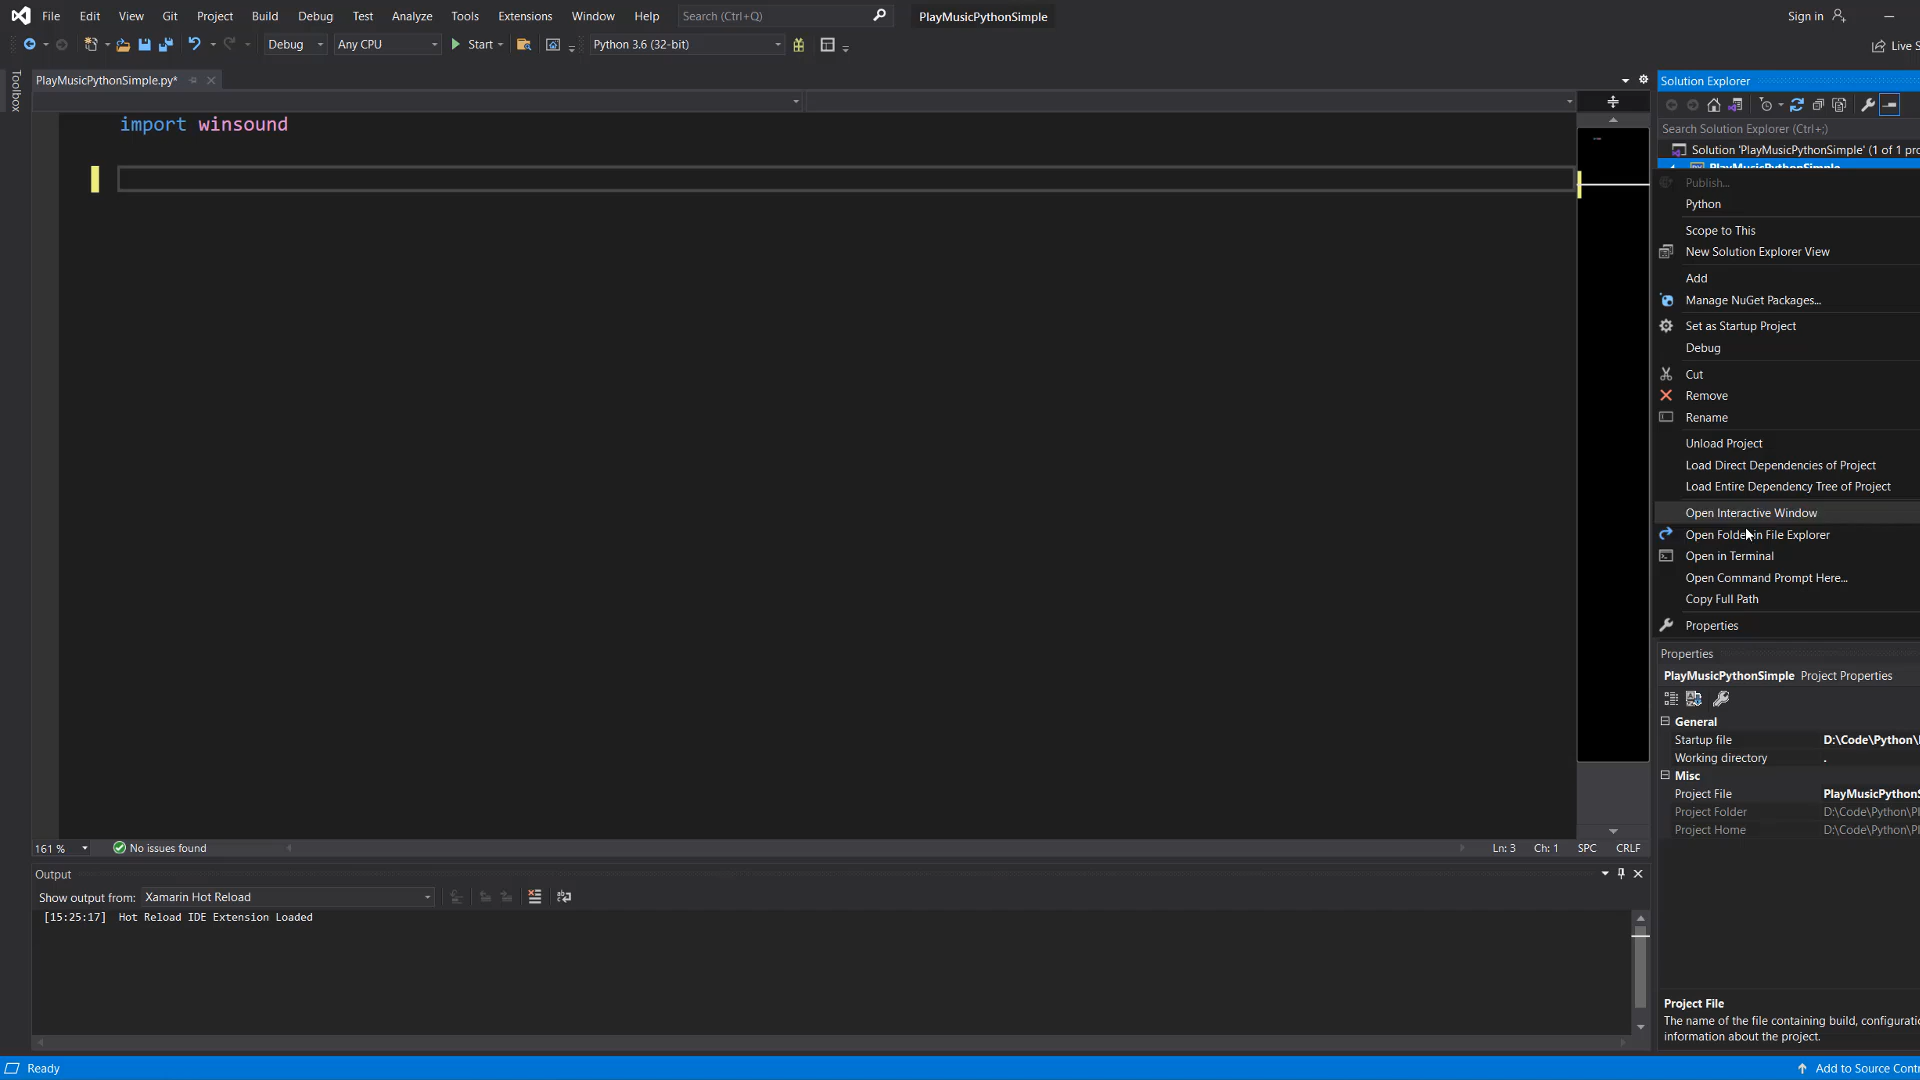 File Edit View Git Project Build Debug Test Analyze Tools Extensions Window Help Search (Ctrl+Q) PlayMusicPythonSimple Sign in
Debug Any CPU Start Python 3.6 (32-bit) Live S
Toolbox
PlayMusicPythonSimple.py*
import winsound
Solution Explorer
Search Solution Explorer (Ctrl+;)
Solution 'PlayMusicPythonSimple' (1 of 1 pro
PlayMusicPythonSimple
Publish...
Python
Scope to This
New Solution Explorer View
Add
Manage NuGet Packages...
Set as Startup Project
Debug
Cut
Remove
Rename
Unload Project
Load Direct Dependencies of Project
Load Entire Dependency Tree of Project
Open Interactive Window
Open Folder in File Explorer
Open in Terminal
Open Command Prompt Here...
Copy Full Path
Properties
Properties
PlayMusicPythonSimple Project Properties
General
Startup file D:\Code\Python\
Working directory .
Misc
Project File PlayMusicPythonS
Project Folder D:\Code\Python\Pl
Project Home D:\Code\Python\Pl
Project File
The name of the file containing build, configuratio
information about the project.
161 % No issues found Ln: 3 Ch: 1 SPC CRLF
Output
Show output from: Xamarin Hot Reload
[15:25:17] Hot Reload IDE Extension Loaded
Ready Add to Source Contr